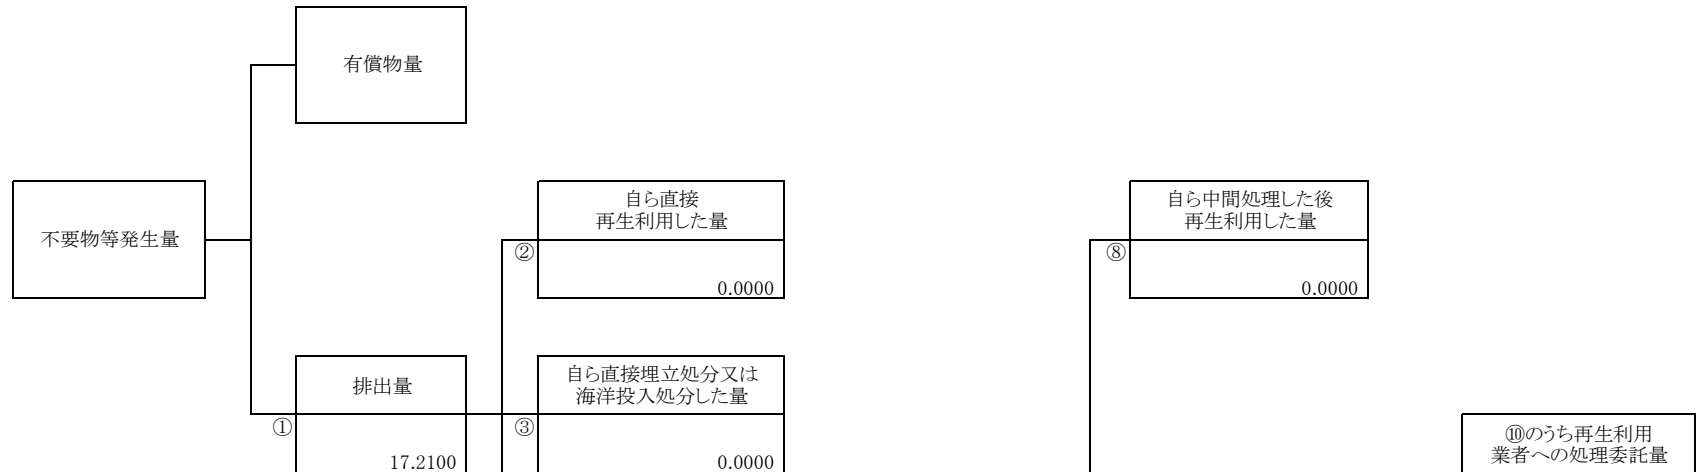 有償物量
不要物等発生量
自ら直接
再生利用した量
②
0.0000
自ら中間処理した後
再生利用した量
⑧
0.0000
排出量
①
17.2100
自ら直接埋立処分又は
海洋投入処分した量
③
0.0000
⑩のうち再生利用
業者への処理委託量